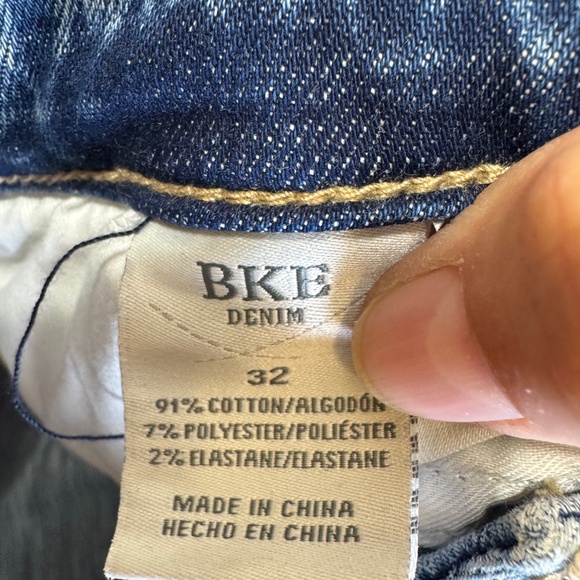 BKE
DENIM
32
91% COTTON/ALGODÓN
7% POLYESTER/POLIÉSTER
2% ELASTANE/ELASTANE
MADE IN CHINA
HECHO EN CHINA